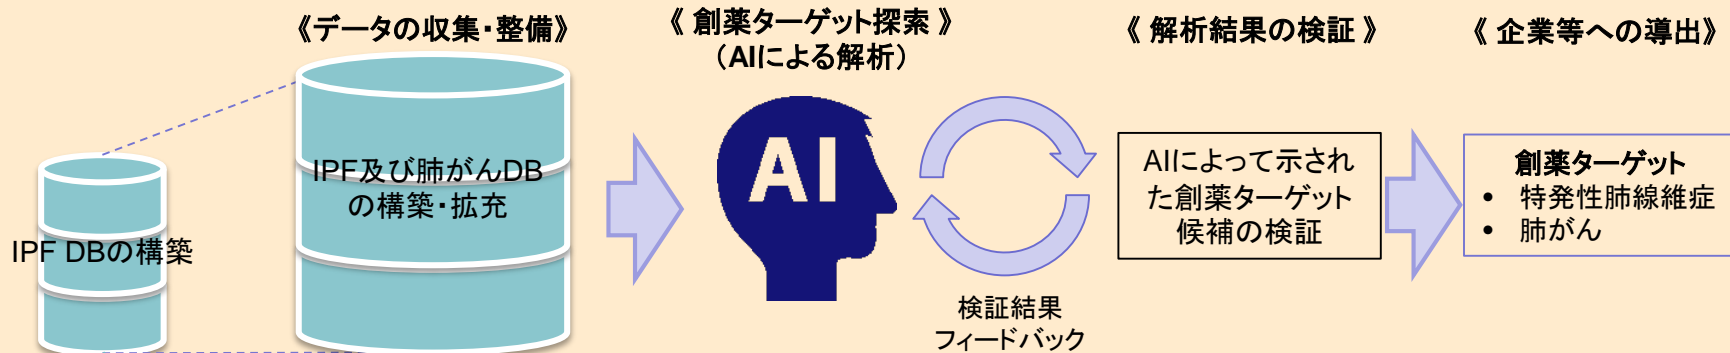 《データの収集・整備》
《 創薬ターゲット探索 》
（AIによる解析）
《 解析結果の検証 》
《 企業等への導出》
IPF DBの構築
IPF及び肺がんDB
の構築・拡充
AI
検証結果
フィードバック
AIによって示され
た創薬ターゲット
候補の検証
創薬ターゲット
• 特発性肺線維症
• 肺がん